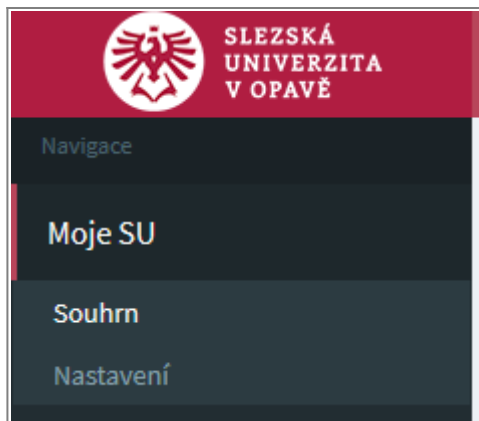 SLEZSKÁ
UNIVERZITA
V OPAVĚ
Navigace
Moje SU
Souhrn
Nastavení